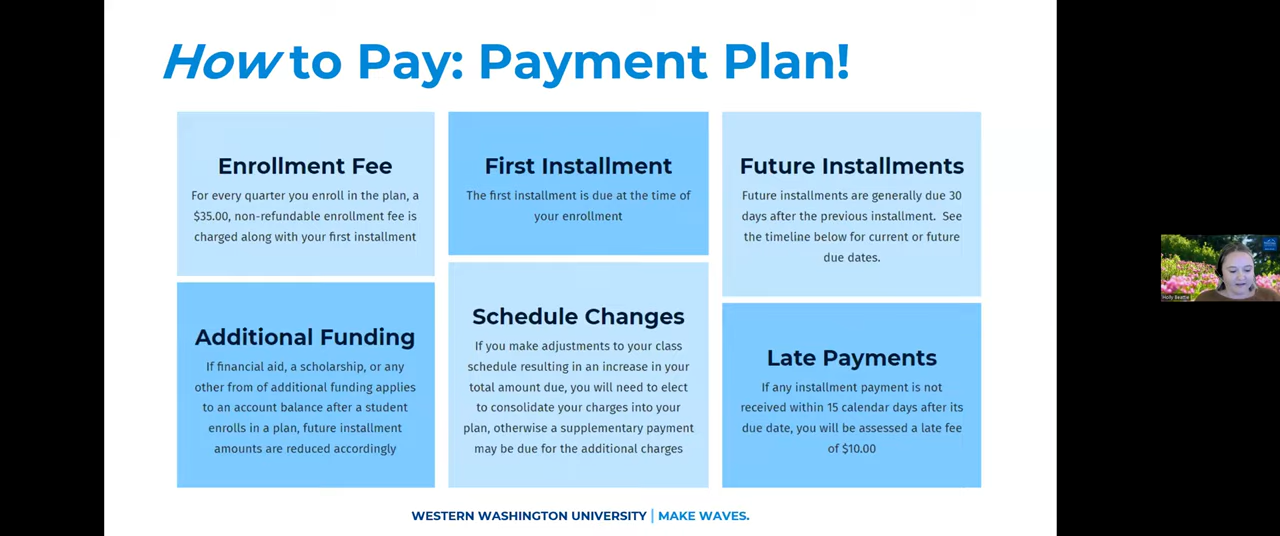 How to Pay: Payment Plan!
Enrollment Fee
For every quarter you enroll in the plan, a
$35.00, non-refundable enrollment fee is
charged along with your first installment
First Installment
The first installment is due at the time of
your enrollment
Future Installments
Future installments are generally due 30
days after the previous installment. See
the timeline below for current or future
due dates.
Additional Funding
If financial aid, a scholarship, or any
other from of additional funding applies
to an account balance after a student
enrolls in a plan, future installment
amounts are reduced accordingly
Schedule Changes
If you make adjustments to your class
schedule resulting in an increase in your
total amount due, you will need to elect
to consolidate your charges into your
plan, otherwise a supplementary payment
may be due for the additional charges
Late Payments
If any installment payment is not
received within 15 calendar days after its
due date, you will be assessed a late fee
of $10.00
WESTERN WASHINGTON UNIVERSITY | MAKE WAVES.
Holly Beattie